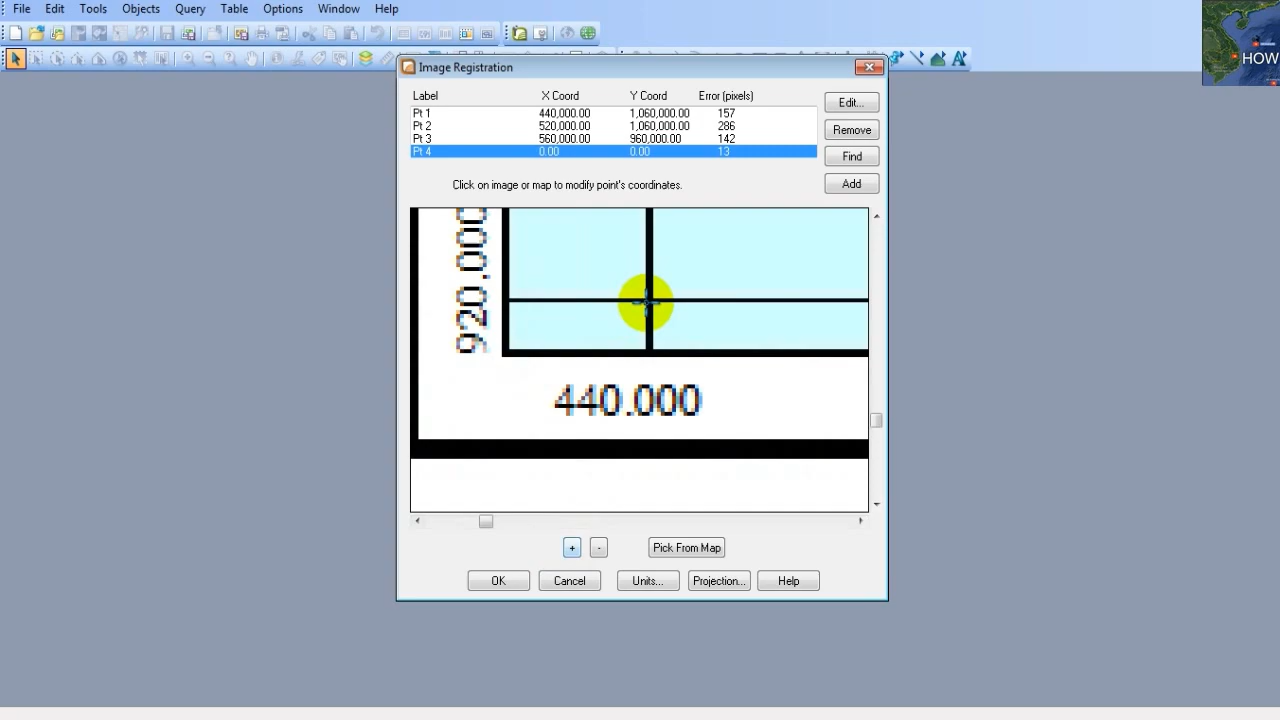 File Edit Tools Objects Query Table Options Window Help
HOW
Image Registration
Label X Coord Y Coord Error (pixels)
Pt 1 440,000.00 1,060,000.00 157
Pt 2 520,000.00 1,060,000.00 286
Pt 3 560,000.00 960,000.00 142
Pt 4 0.00 0.00 13
Edit...
Remove
Find
Add
Click on image or map to modify point's coordinates.
920.000
440.000
+ - Pick From Map
OK Cancel Units... Projection... Help